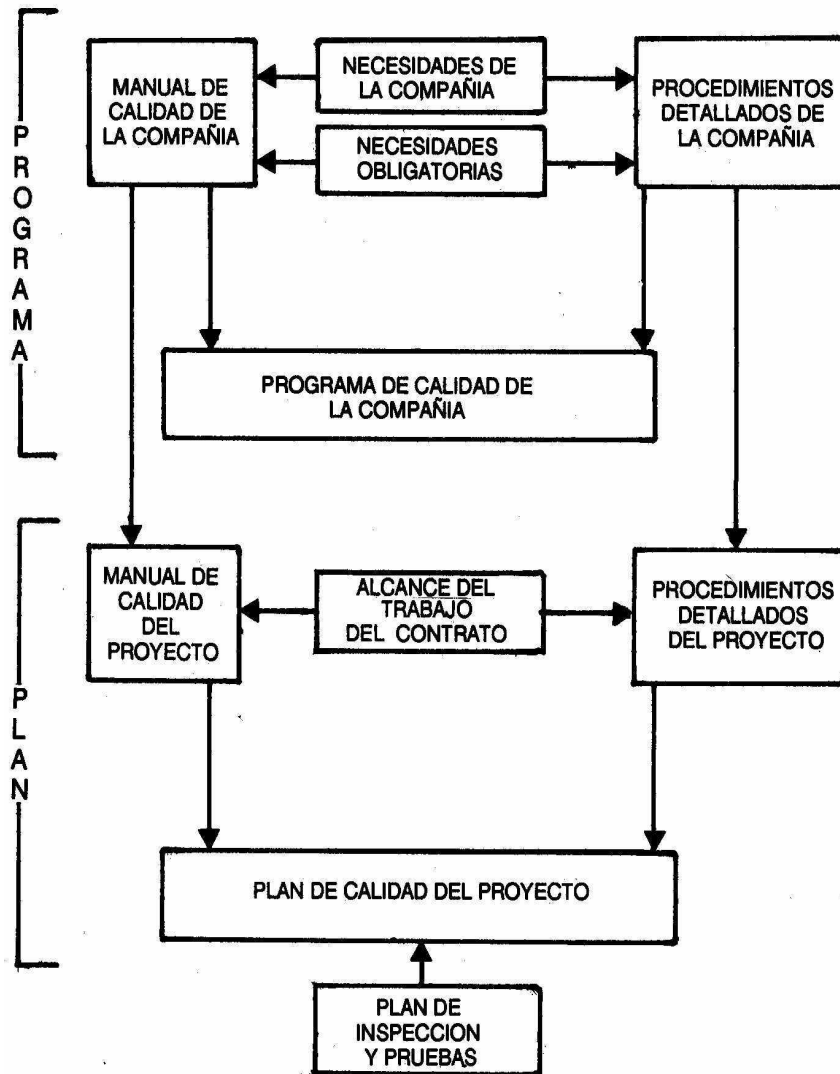 PROGRAMA
MANUAL DE
CALIDAD DE
LA COMPAÑIA
NECESIDADES DE
LA COMPAÑIA
NECESIDADES
OBLIGATORIAS
PROCEDIMIENTOS
DETALLADOS DE
LA COMPAÑIA
PROGRAMA DE CALIDAD DE
LA COMPAÑIA
PLAN
MANUAL DE
CALIDAD
DEL
PROYECTO
ALCANCE DEL
TRABAJO
DEL CONTRATO
PROCEDIMIENTOS
DETALLADOS
DEL PROYECTO
PLAN DE CALIDAD DEL PROYECTO
PLAN DE
INSPECCION
Y PRUEBAS